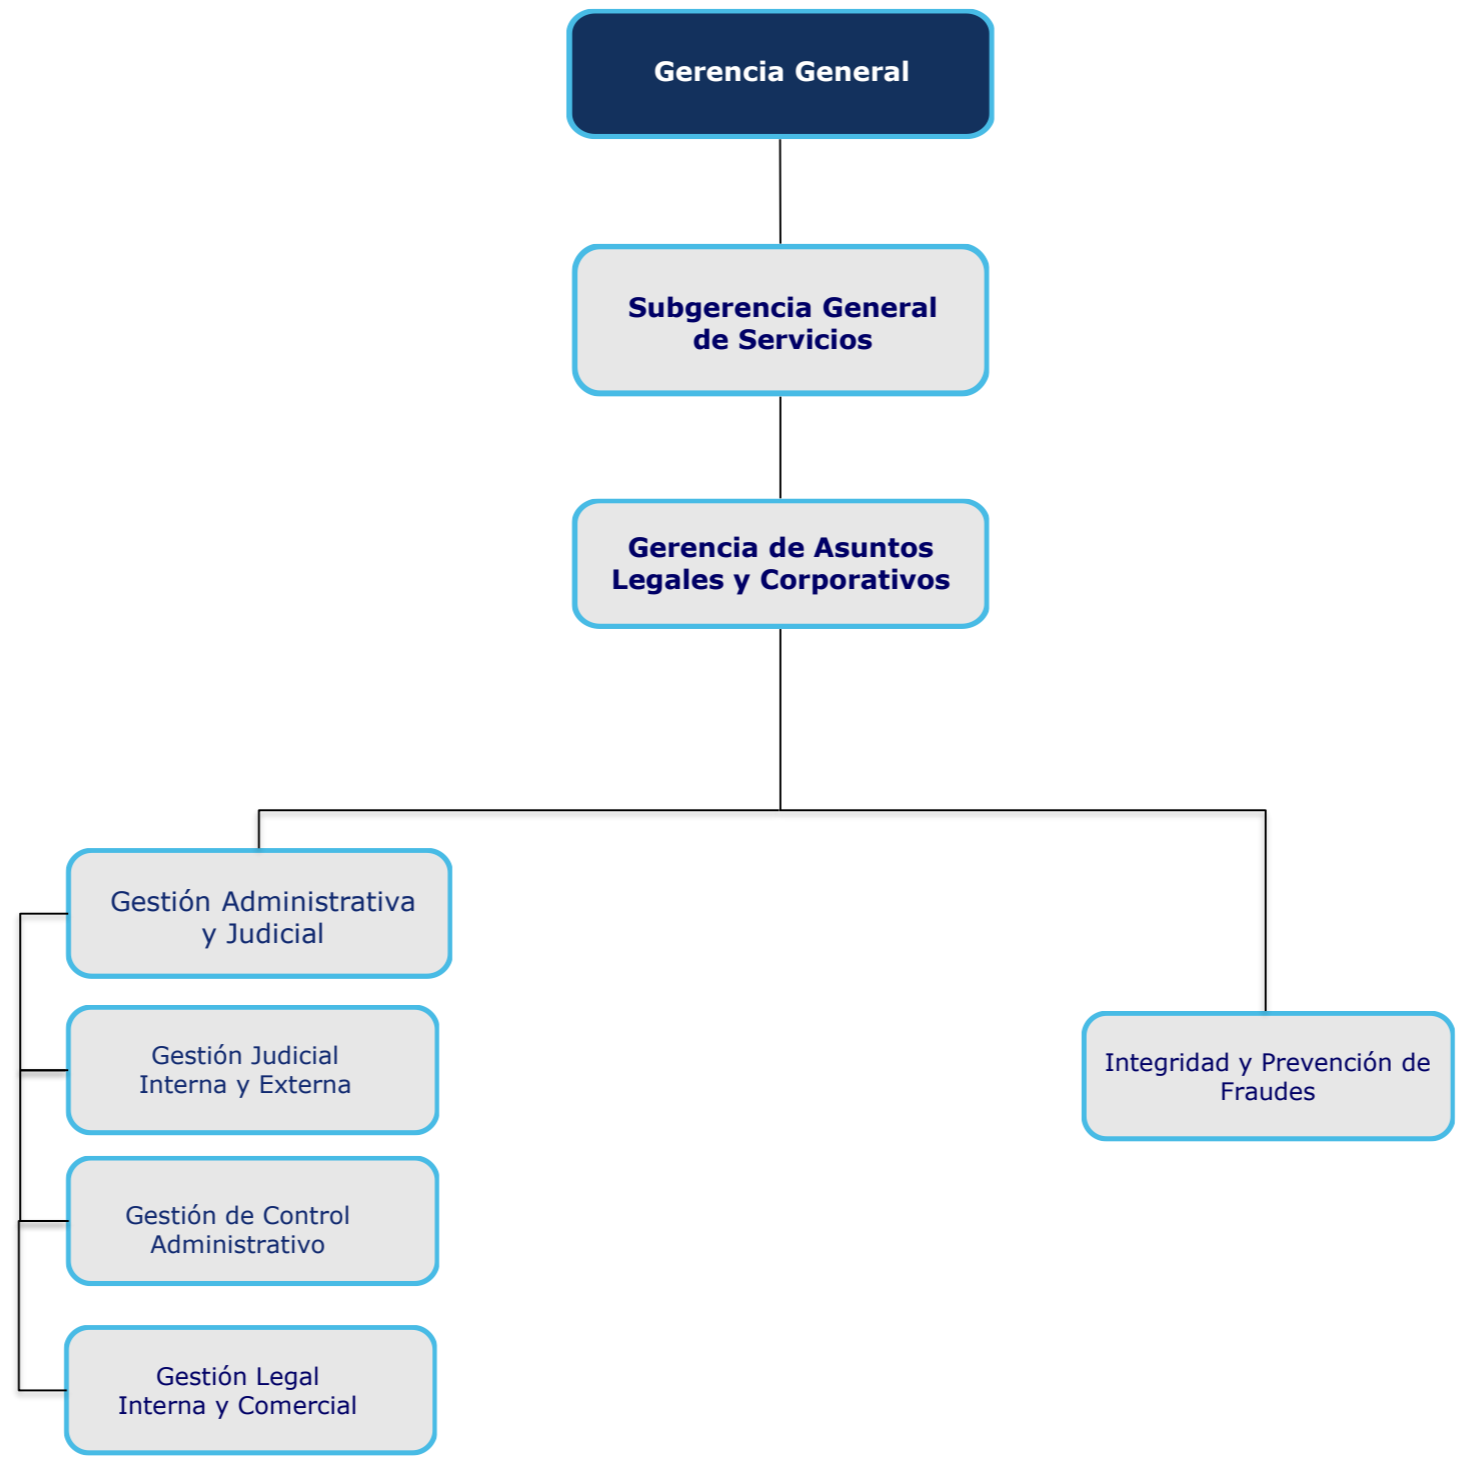 Gerencia General
Subgerencia General
de Servicios
Gerencia de Asuntos
Legales y Corporativos
Gestión Administrativa
y Judicial
Gestión Judicial
Interna y Externa
Gestión de Control
Administrativo
Gestión Legal
Interna y Comercial
Integridad y Prevención de
Fraudes